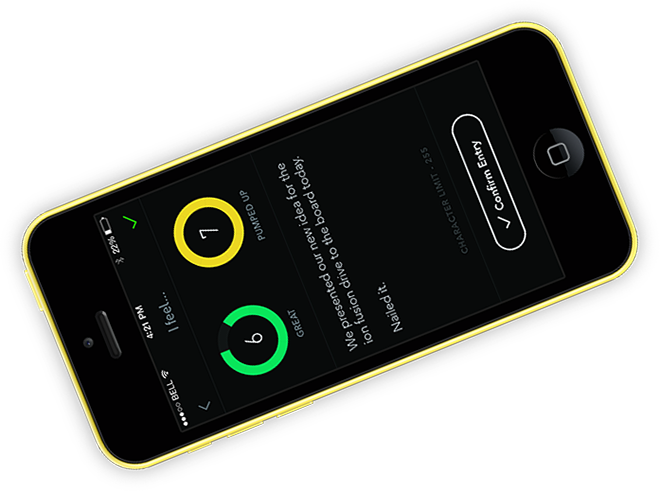 BELL 4:21 PM 22%
I feel...
6 7
GREAT PUMPED UP
We presented our new idea for the
ion fusion drive to the board today.
Nailed it.
CHARACTER LIMIT - 255
Confirm Entry